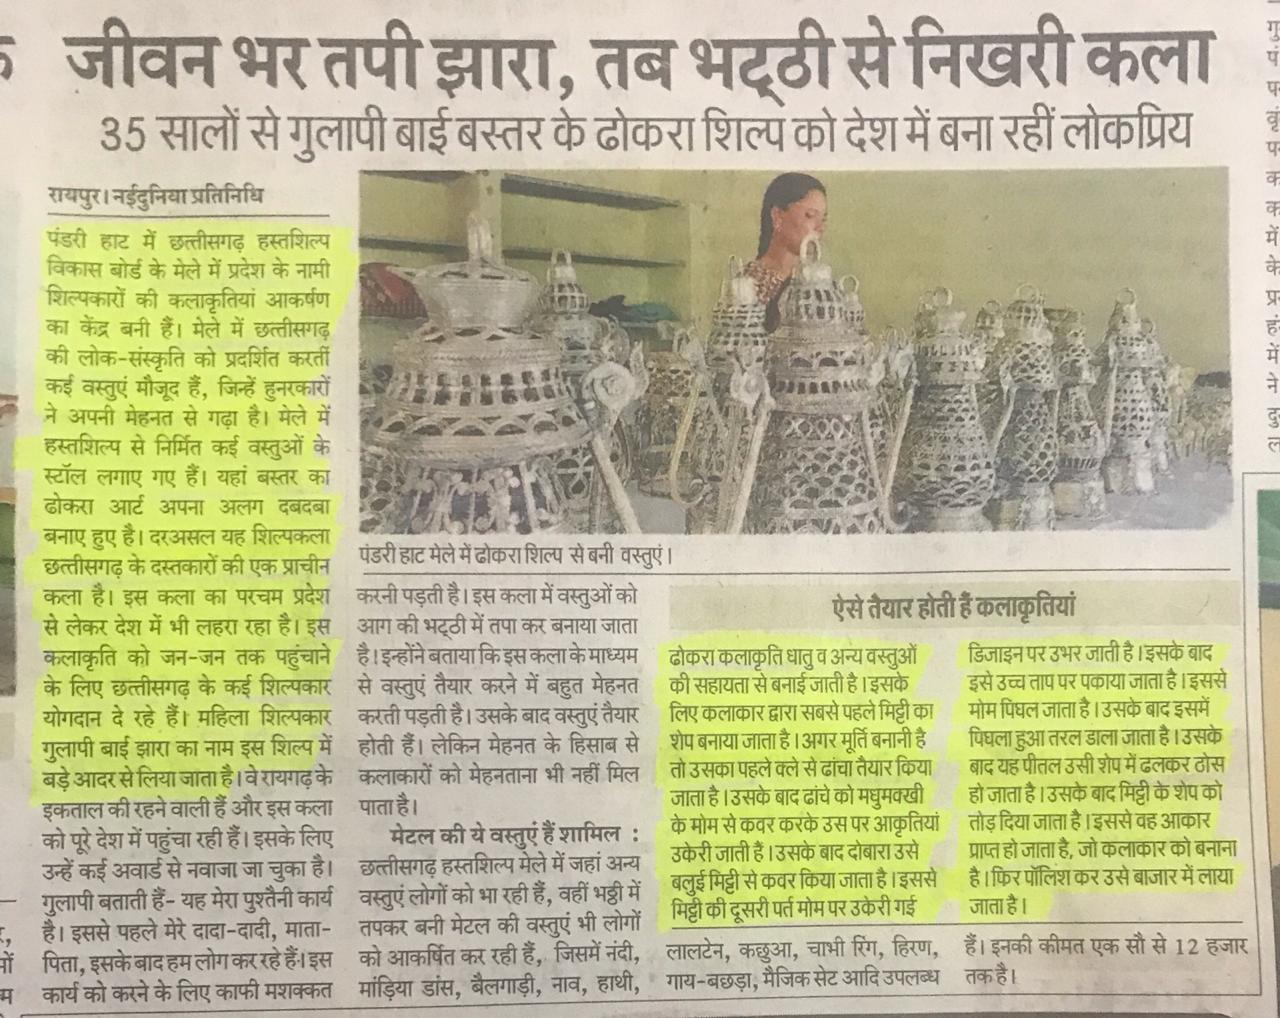 जीवन भर तपी झारा, तब भट्ठी से निखरी कला
35 सालों से गुलापी बाई बस्तर के ढोकरा शिल्प को देश में बना रहीं लोकप्रिय
रायपुर। नईदुनिया प्रतिनिधि
पंडरी हाट में छत्तीसगढ़ हस्तशिल्प
विकास बोर्ड के मेले में प्रदेश के नामी
शिल्पकारों की कलाकृतियां आकर्षण
का केंद्र बनी हैं। मेले में छत्तीसगढ़
की लोक-संस्कृति को प्रदर्शित करतीं
कई वस्तुएं मौजूद हैं, जिन्हें हुनरकारों
ने अपनी मेहनत से गढ़ा है। मेले में
हस्तशिल्प से निर्मित कई वस्तुओं के
स्टॉल लगाए गए हैं। यहां बस्तर का
ढोकरा आर्ट अपना अलग दबदबा
बनाए हुए है। दरअसल यह शिल्पकला
छत्तीसगढ़ के दस्तकारों की एक प्राचीन
कला है। इस कला का परचम प्रदेश
से लेकर देश में भी लहरा रहा है। इस
कलाकृति को जन-जन तक पहुंचाने
के लिए छत्तीसगढ़ के कई शिल्पकार
योगदान दे रहे हैं। महिला शिल्पकार
गुलापी बाई झारा का नाम इस शिल्प में
बड़े आदर से लिया जाता है। वे रायगढ़ के
इकताल की रहने वाली हैं और इस कला
को पूरे देश में पहुंचा रही हैं। इसके लिए
उन्हें कई अवार्ड से नवाजा जा चुका है।
गुलापी बताती हैं- यह मेरा पुश्तैनी कार्य
है। इससे पहले मेरे दादा-दादी, माता-
पिता, इसके बाद हम लोग कर रहे हैं। इस
कार्य को करने के लिए काफी मशक्कत
पंडरी हाट मेले में ढोकरा शिल्प से बनी वस्तुएं।
करनी पड़ती है। इस कला में वस्तुओं को
आग की भट्ठी में तपा कर बनाया जाता
है। इन्होंने बताया कि इस कला के माध्यम
से वस्तुएं तैयार करने में बहुत मेहनत
करती पड़ती है। उसके बाद वस्तुएं तैयार
होती हैं। लेकिन मेहनत के हिसाब से
कलाकारों को मेहनताना भी नहीं मिल
पाता है।
मेटल की ये वस्तुएं हैं शामिल :
छत्तीसगढ़ हस्तशिल्प मेले में जहां अन्य
वस्तुएं लोगों को भा रही हैं, वहीं भट्ठी में
तपकर बनी मेटल की वस्तुएं भी लोगों
को आकर्षित कर रही हैं, जिसमें नंदी,
मांड़िया डांस, बैलगाड़ी, नाव, हाथी,
ऐसे तैयार होती हैं कलाकृतियां
ढोकरा कलाकृति धातु व अन्य वस्तुओं
की सहायता से बनाई जाती है। इसके
लिए कलाकार द्वारा सबसे पहले मिट्टी का
शेप बनाया जाता है। अगर मूर्ति बनानी है
तो उसका पहले क्ले से ढांचा तैयार किया
जाता है। उसके बाद ढांचे को मधुमक्खी
के मोम से कवर करके उस पर आकृतियां
उकेरी जाती हैं। उसके बाद दोबारा उसे
बलुई मिट्टी से कवर किया जाता है। इससे
मिट्टी की दूसरी पर्त मोम पर उकेरी गई
डिजाइन पर उभर जाती है। इसके बाद
इसे उच्च ताप पर पकाया जाता है। इससे
मोम पिघल जाता है। उसके बाद इसमें
पिघला हुआ तरल डाला जाता है। उसके
बाद यह पीतल उसी शेप में ढलकर ठोस
हो जाता है। उसके बाद मिट्टी के शेप को
तोड़ दिया जाता है। इससे वह आकार
प्राप्त हो जाता है, जो कलाकार को बनाना
है। फिर पॉलिश कर उसे बाजार में लाया
जाता है।
लालटेन, कछुआ, चाभी रिंग, हिरण,
गाय-बछड़ा, मैजिक सेट आदि उपलब्ध
हैं। इनकी कीमत एक सौ से 12 हजार
तक है।